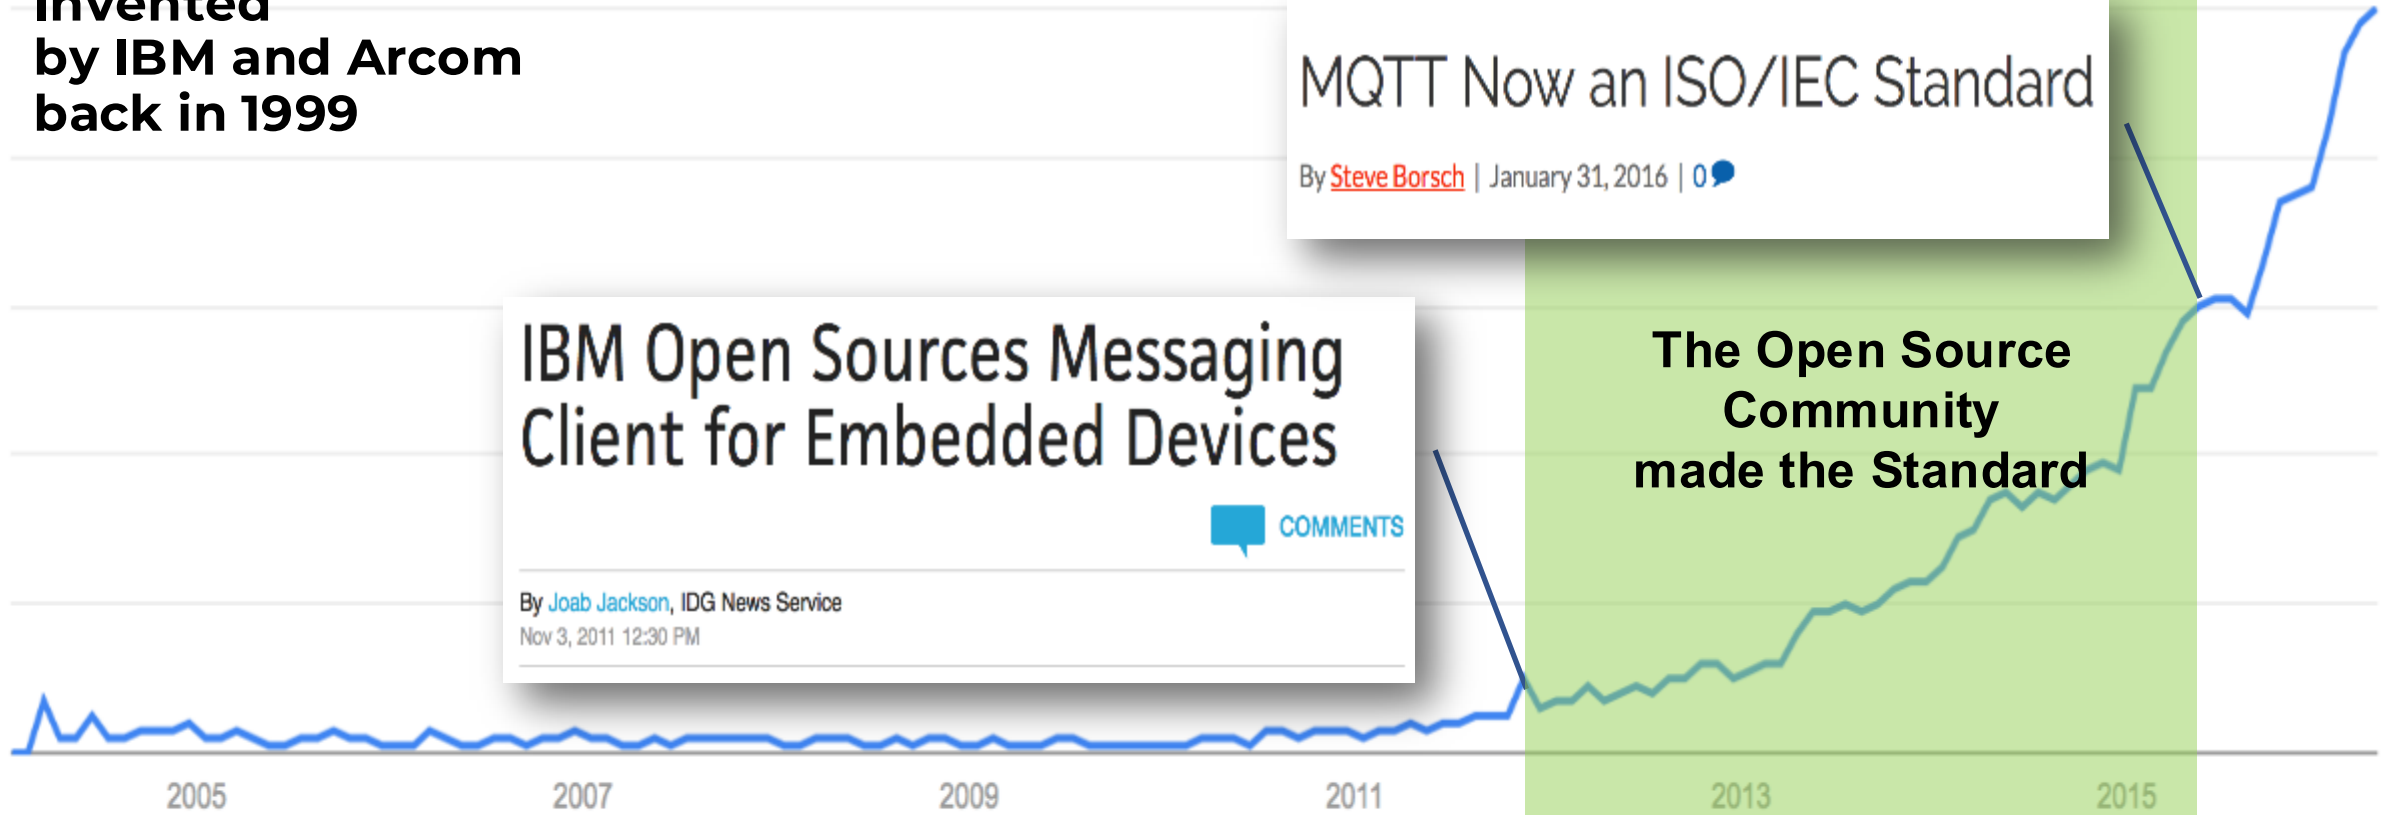 Invented
by IBM and Arcom
back in 1999
MQTT Now an ISO/IEC Standard
By Steve Borsch | January 31, 2016 | 0
IBM Open Sources Messaging
Client for Embedded Devices
COMMENTS
By Joab Jackson, IDG News Service
Nov 3, 2011 12:30 PM
The Open Source
Community
made the Standard
2005 2007 2009 2011 2013 2015